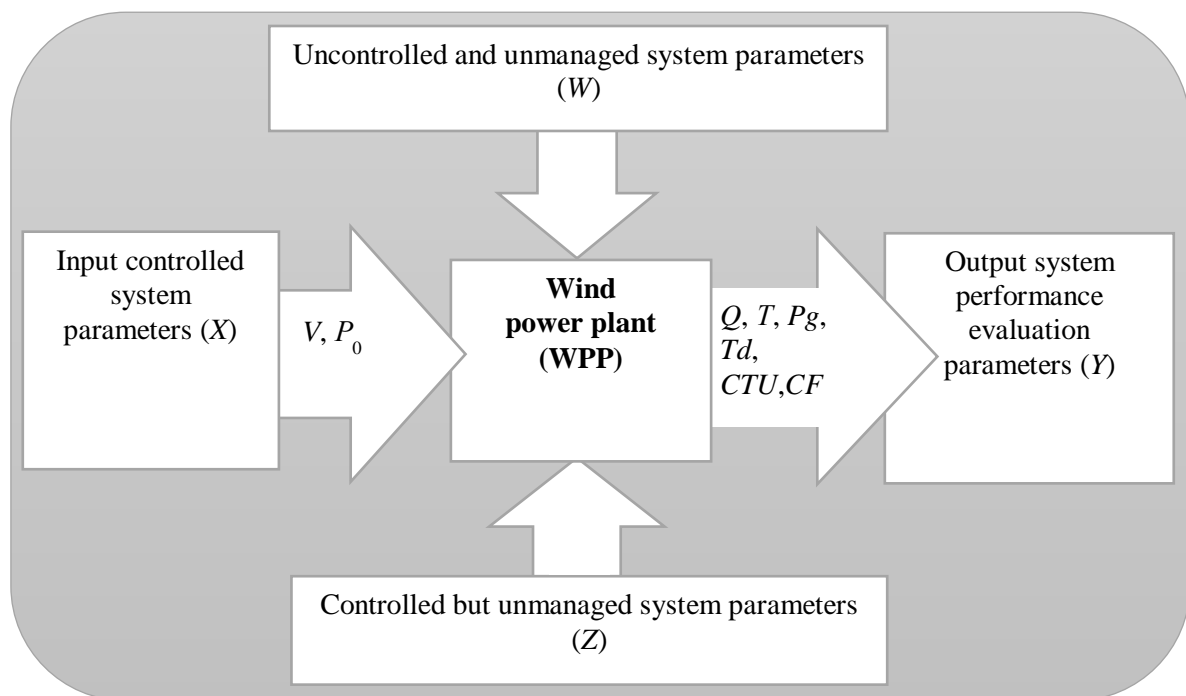 Uncontrolled and unmanaged system parameters
(W)
Input controlled
system
parameters (X)
V, P₀
Wind
power plant
(WPP)
Q, T, Pg,
Td,
CTU,CF
Output system
performance
evaluation
parameters (Y)
Controlled but unmanaged system parameters
(Z)